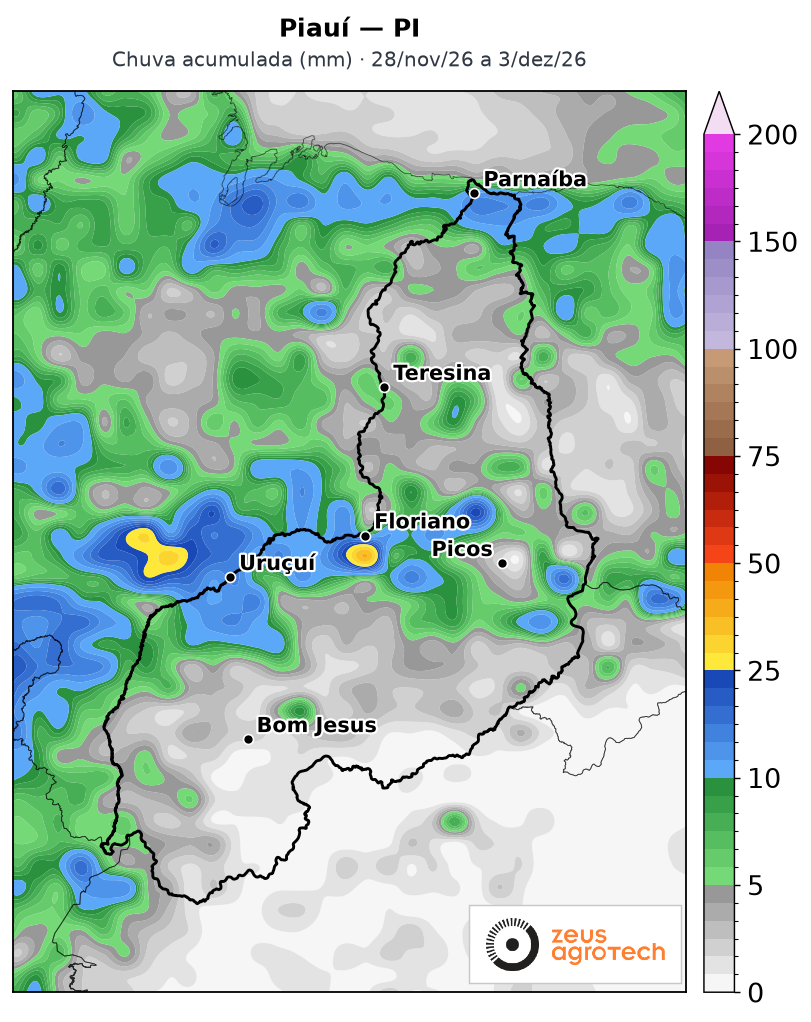 Piauí — PI
Chuva acumulada (mm) · 28/nov/26 a 3/dez/26
Parnaíba
Teresina
Floriano
Picos
Uruçuí
Bom Jesus
200
150
100
75
50
25
10
5
0
zeus
agrotech